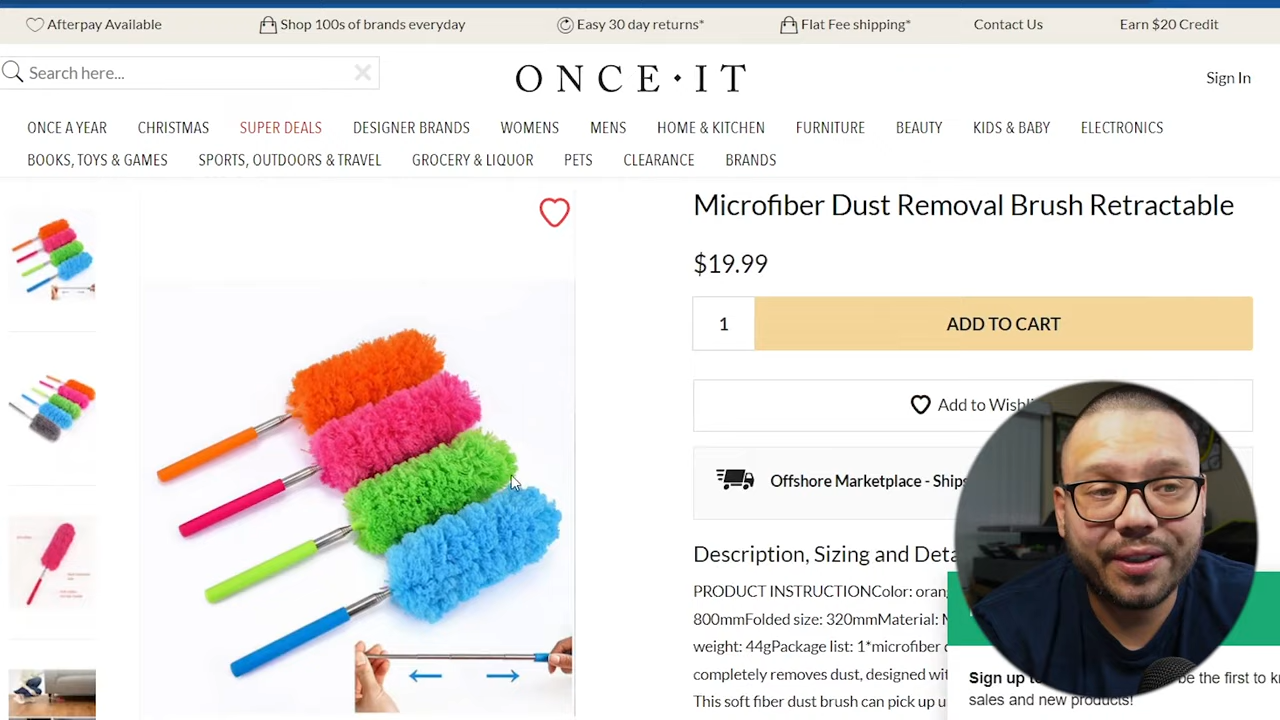 Afterpay Available
Shop 100s of brands everyday
Easy 30 day returns*
Flat Fee shipping*
Contact Us
Earn $20 Credit
Search here...
ONCE·IT
Sign In
ONCE A YEAR
CHRISTMAS
SUPER DEALS
DESIGNER BRANDS
WOMENS
MENS
HOME & KITCHEN
FURNITURE
BEAUTY
KIDS & BABY
ELECTRONICS
BOOKS, TOYS & GAMES
SPORTS, OUTDOORS & TRAVEL
GROCERY & LIQUOR
PETS
CLEARANCE
BRANDS
Microfiber Dust Removal Brush Retractable
$19.99
1
ADD TO CART
Add to
Offshore Marketplace - Ships
Description, Sizing and
PRODUCT INSTRUCTIONColor:
800mmFolded size: 320mmMaterial:
weight: 44gPackage list: 1*microfiber
completely removes dust, designed
This soft fiber dust brush can pick up
Sign up be the first to
sales and new products!